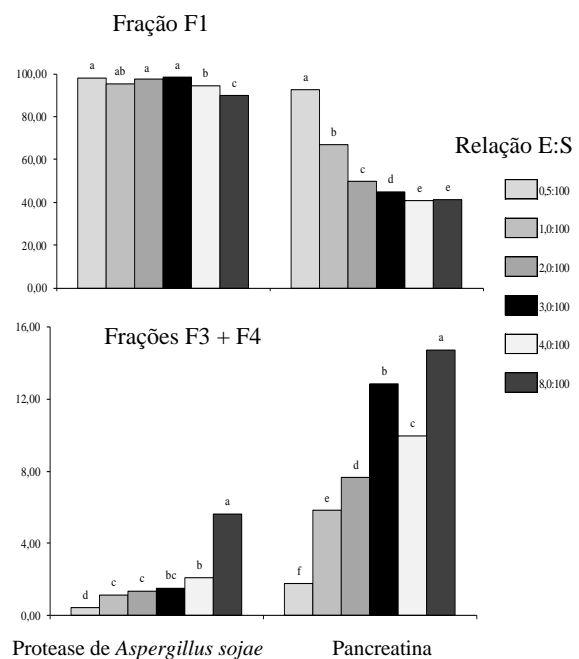 Fração F1
a ab a a b c
a b c d e e
100,00
80,00
60,00
40,00
20,00
0,00
Relação E:S
0,5:100
1,0:100
2,0:100
3,0:100
4,0:100
8,0:100
Frações F3 + F4
16,00
12,00
8,00
4,00
0,00
d c c bc b a
f e d b c a
Protease de Aspergillus sojae
Pancreatina